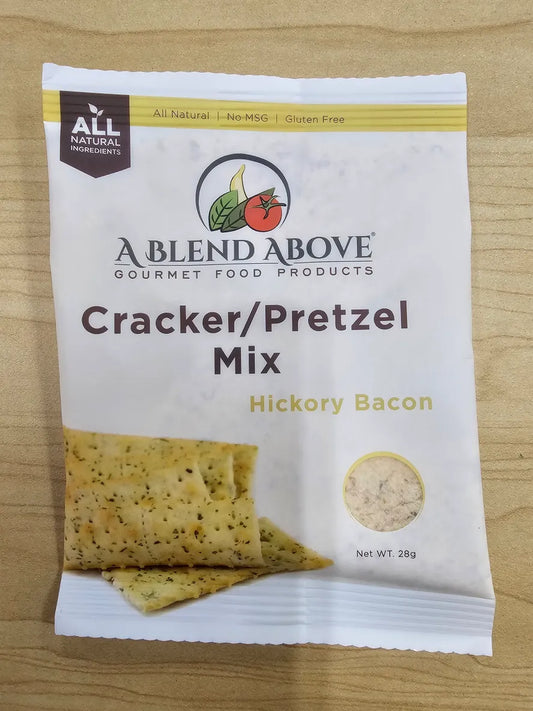 ALL
NATURAL
INGREDIENTS
All Natural | No MSG | Gluten Free
A BLEND ABOVE®
GOURMET FOOD PRODUCTS
Cracker/Pretzel
Mix
Hickory Bacon
Net WT. 28g